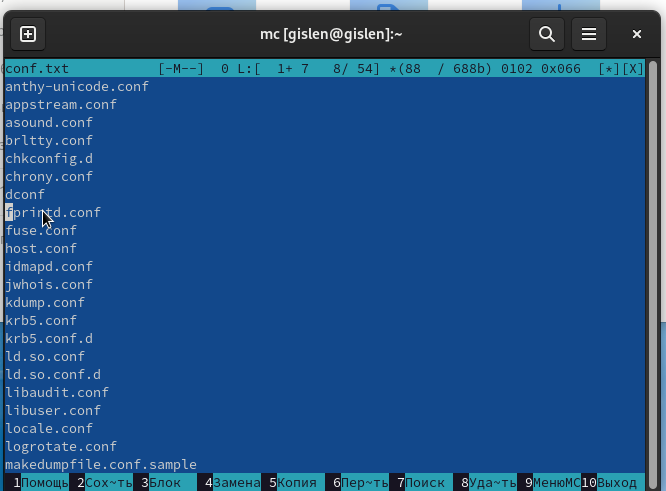 mc [gislen@gislen]:~
conf.txt [-M--] 0 L:[ 1+ 7 8/ 54] *(88 / 688b) 0102 0x066 [*][X]
anthy-unicode.conf
appstream.conf
asound.conf
brltty.conf
chkconfig.d
chrony.conf
dconf
fprintd.conf
fuse.conf
host.conf
idmapd.conf
jwhois.conf
kdump.conf
krb5.conf
krb5.conf.d
ld.so.conf
ld.so.conf.d
libaudit.conf
libuser.conf
locale.conf
logrotate.conf
makedumpfile.conf.sample
1Помощь 2Сох~ть 3Блок 4Замена 5Копия 6Пер~ть 7Поиск 8Уда~ть 9МенюMC 10Выход